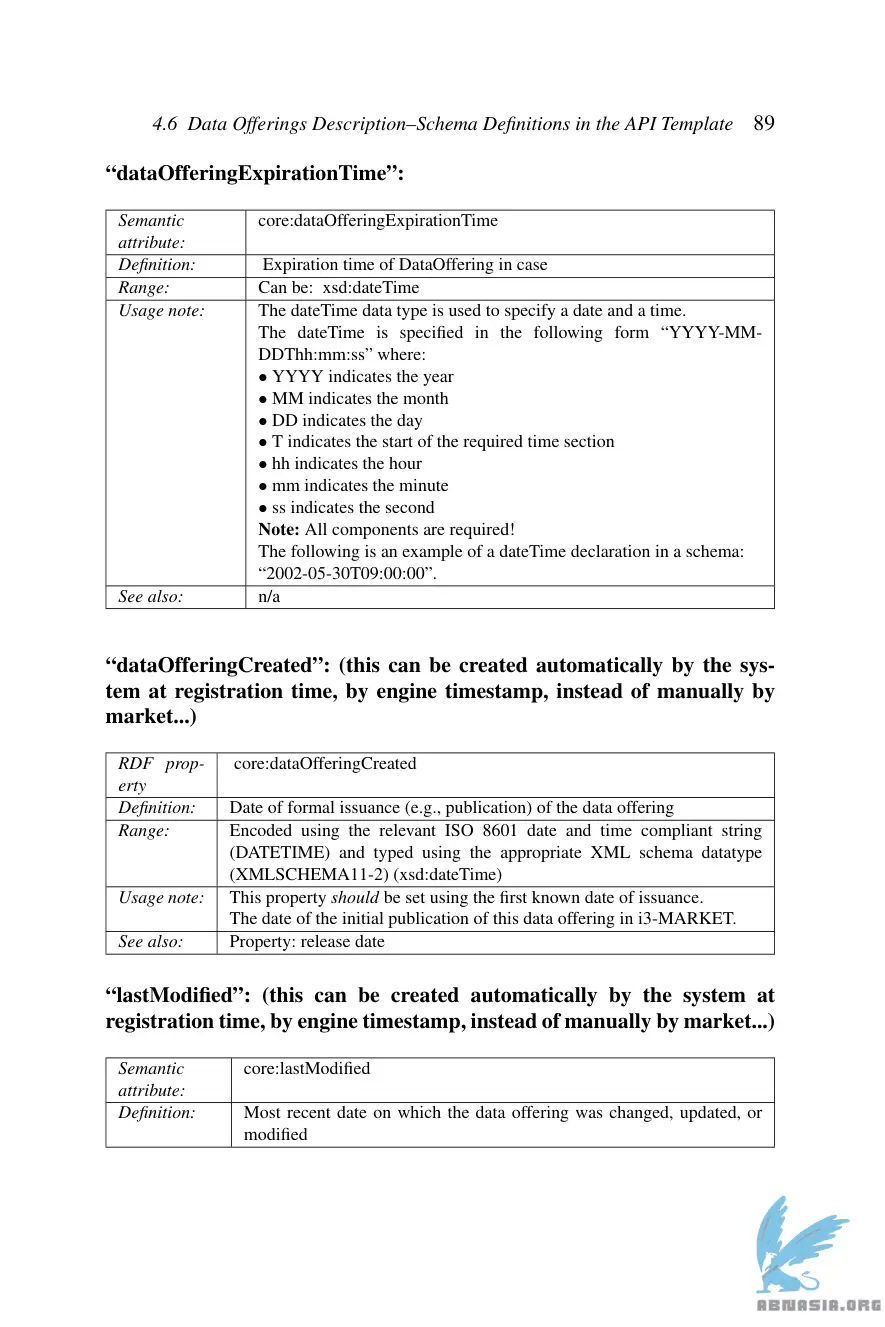 4.6 Data Offerings Description–Schema Definitions in the API Template 89
“dataOfferingExpirationTime”:
Semantic
attribute:
core:dataOfferingExpirationTime
Definition:
Expiration time of DataOffering in case
Range:
Can be: xsd:dateTime
Usage note:
The dateTime data type is used to specify a date and a time.
The dateTime is specified in the following form “YYYY-MM-
DDThh:mm:ss” where:
• YYYY indicates the year
• MM indicates the month
• DD indicates the day
• T indicates the start of the required time section
• hh indicates the hour
• mm indicates the minute
• ss indicates the second
Note: All components are required!
The following is an example of a dateTime declaration in a schema:
“2002-05-30T09:00:00”.
See also:
n/a
“dataOfferingCreated”: (this can be created automatically by the sys-
tem at registration time, by engine timestamp, instead of manually by
market...)
RDF prop-
erty
core:dataOfferingCreated
Definition:
Date of formal issuance (e.g., publication) of the data offering
Range:
Encoded using the relevant ISO 8601 date and time compliant string
(DATETIME) and typed using the appropriate XML schema datatype
(XMLSCHEMA11-2) (xsd:dateTime)
Usage note:
This property should be set using the first known date of issuance.
The date of the initial publication of this data offering in i3-MARKET.
See also:
Property: release date
“lastModified”: (this can be created automatically by the system at
registration time, by engine timestamp, instead of manually by market...)
Semantic
attribute:
core:lastModified
Definition:
Most recent date on which the data offering was changed, updated, or
modified
ABNASIA.ORG